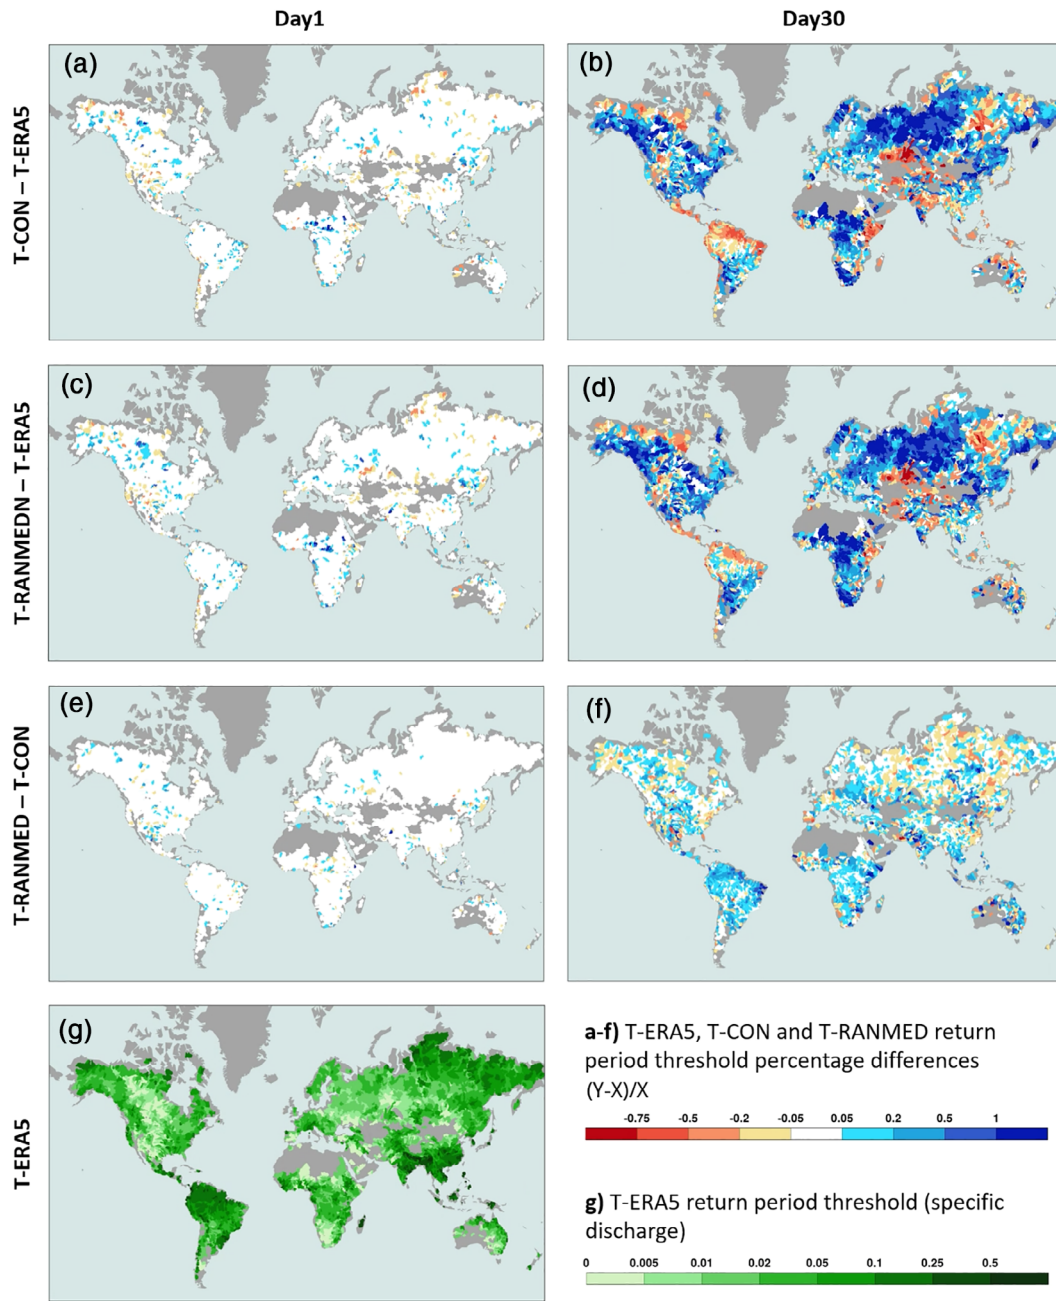 Day1 Day30
T-CON – T-ERA5
(a) (b)
T-RANMEDN – T-ERA5
(c) (d)
T-RANMED – T-CON
(e) (f)
T-ERA5
(g)
a-f) T-ERA5, T-CON and T-RANMED return
period threshold percentage differences
(Y-X)/X
-0.75 -0.5 -0.2 -0.05 0.05 0.2 0.5 1
g) T-ERA5 return period threshold (specific
discharge)
0 0.005 0.01 0.02 0.05 0.1 0.25 0.5